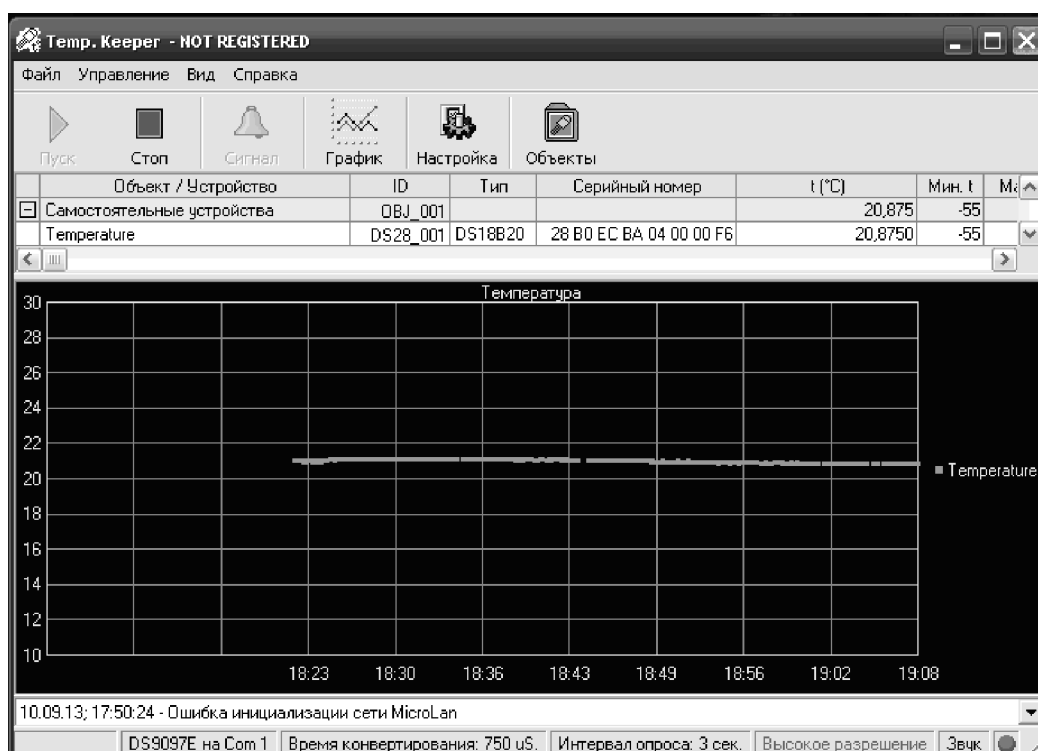 Temp. Keeper - NOT REGISTERED
Файл Управление Вид Справка
Пуск Стоп Сигнал График Настройка Объекты
Объект / Устройство ID Тип Серийный номер t (°C) Мин. t
Самостоятельные устройства OBJ_001 20,875 -55
Temperature DS28_001 DS18B20 28 B0 EC BA 04 00 00 F6 20,8750 -55
Температура
30
28
26
24
22
20
Temperature
18
16
14
12
10
18:23 18:30 18:36 18:43 18:49 18:56 19:02 19:08
10.09.13; 17:50:24 - Ошибка инициализации сети MicroLan
DS9097E на Com 1 Время конвертирования: 750 uS. Интервал опроса: 3 сек. Высокое разрешение Звук